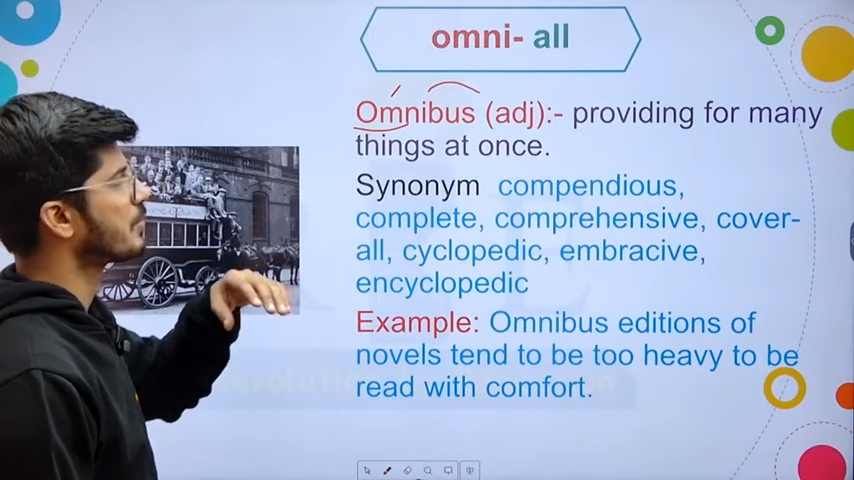 omni- all
Omnibus (adj):- providing for many
things at once.
Synonym compendious,
complete, comprehensive, cover-
all, cyclopedic, embracive,
encyclopedic
Example: Omnibus editions of
novels tend to be too heavy to be
read with comfort.